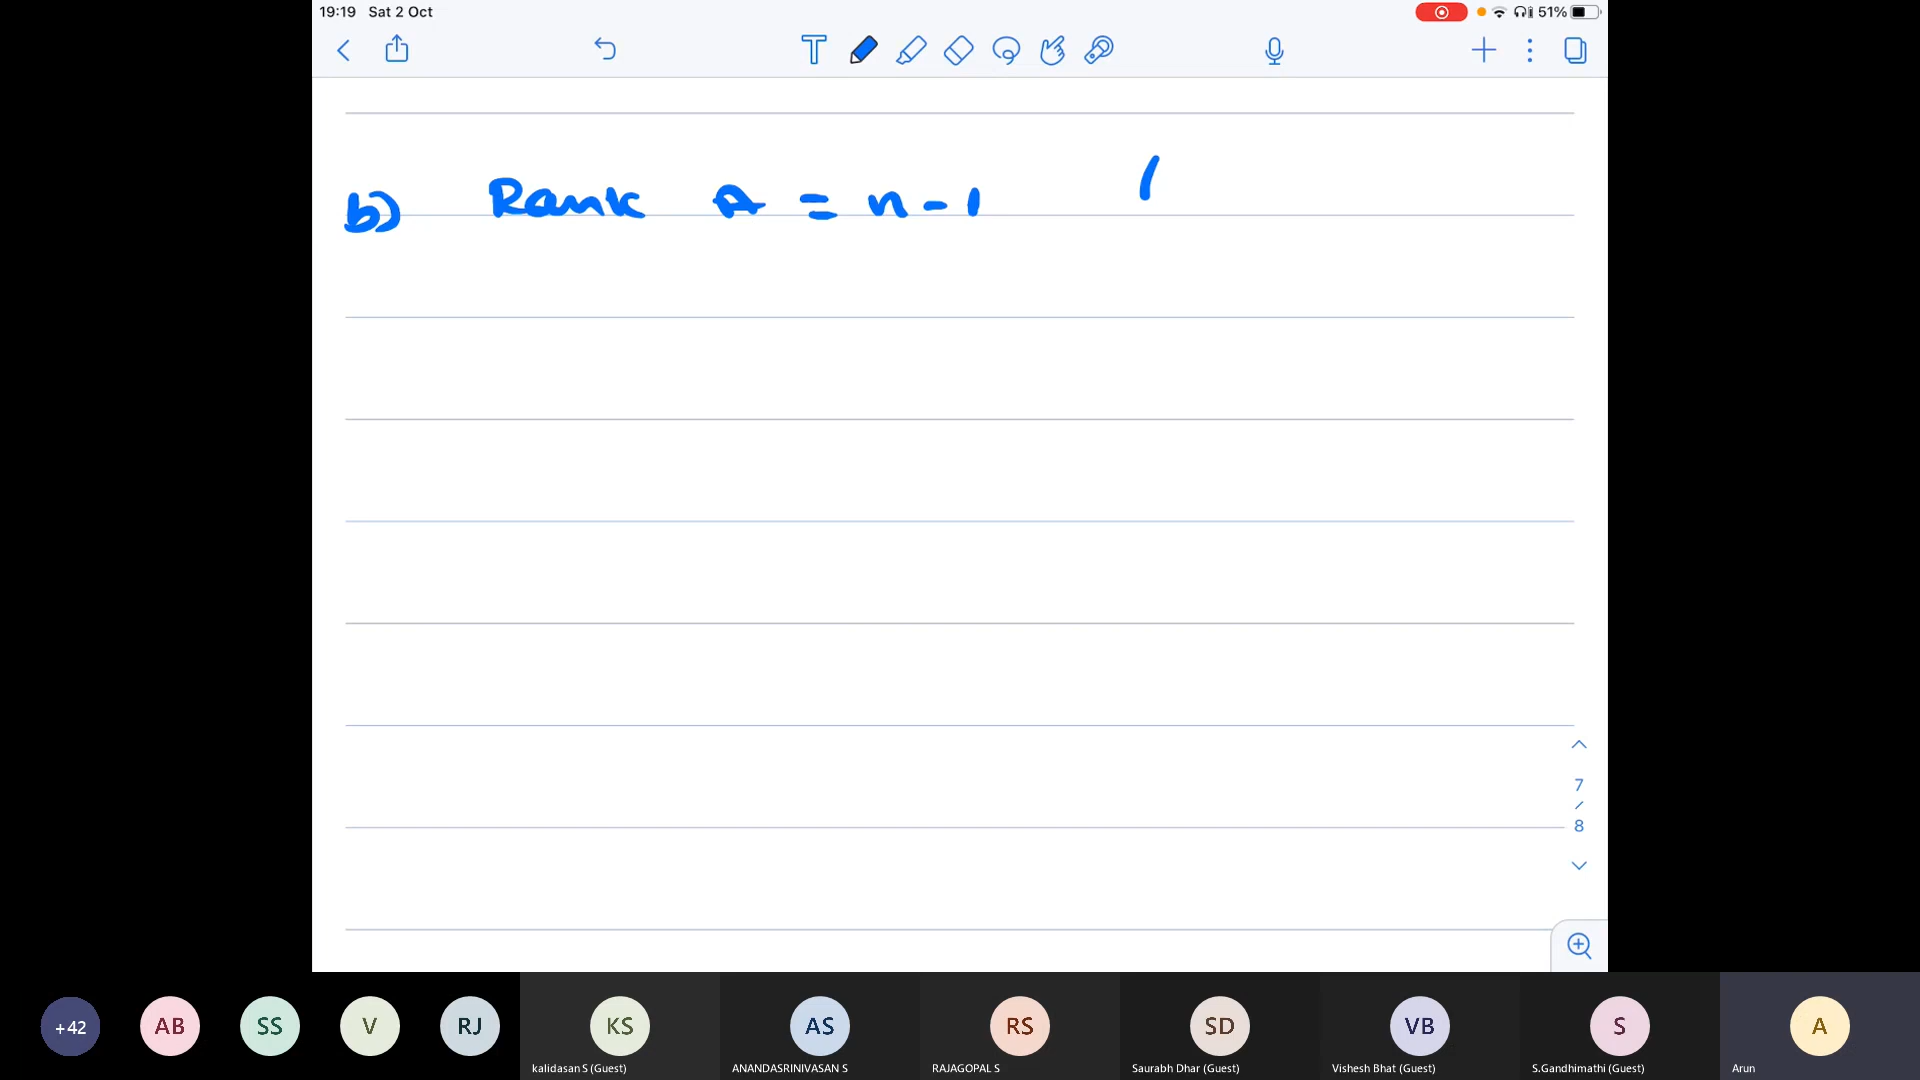 19:19 Sat 2 Oct
51%
T
b) Rank A = n - 1 (
7
/
8
+42
AB
SS
V
RJ
KS
AS
RS
SD
VB
S
A
kalidasan S (Guest)
ANANDASRINIVASAN S
RAJAGOPAL S
Saurabh Dhar (Guest)
Vishesh Bhat (Guest)
S.Gandhimathi (Guest)
Arun